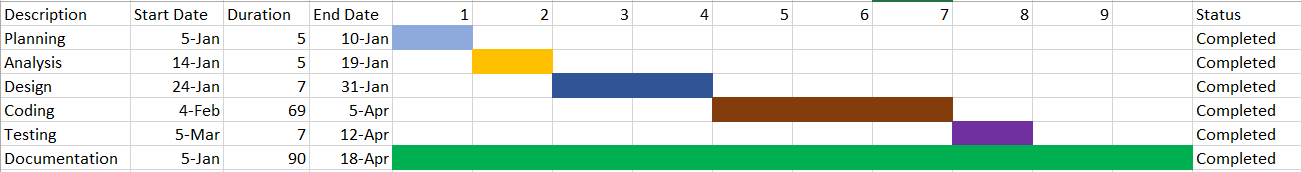 Description Start Date Duration End Date 1 2 3 4 5 6 7 8 9 Status
Planning 5-Jan 5 10-Jan Completed
Analysis 14-Jan 5 19-Jan Completed
Design 24-Jan 7 31-Jan Completed
Coding 4-Feb 69 5-Apr Completed
Testing 5-Mar 7 12-Apr Completed
Documentation 5-Jan 90 18-Apr Completed